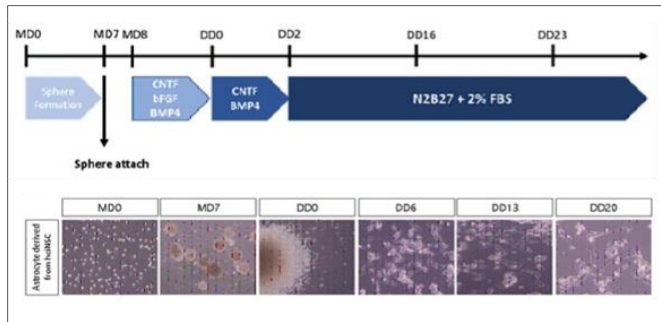 MD0 MD7 MD8 DD0 DD2 DD16 DD23
Sphere
Formation
CNTF
bFGF
BMP4
CNTF
BMP4
N2B27 + 2% FBS
Sphere attach
MD0 MD7 DD0 DD6 DD13 DD20
Astrocyte derived
from hciNSC